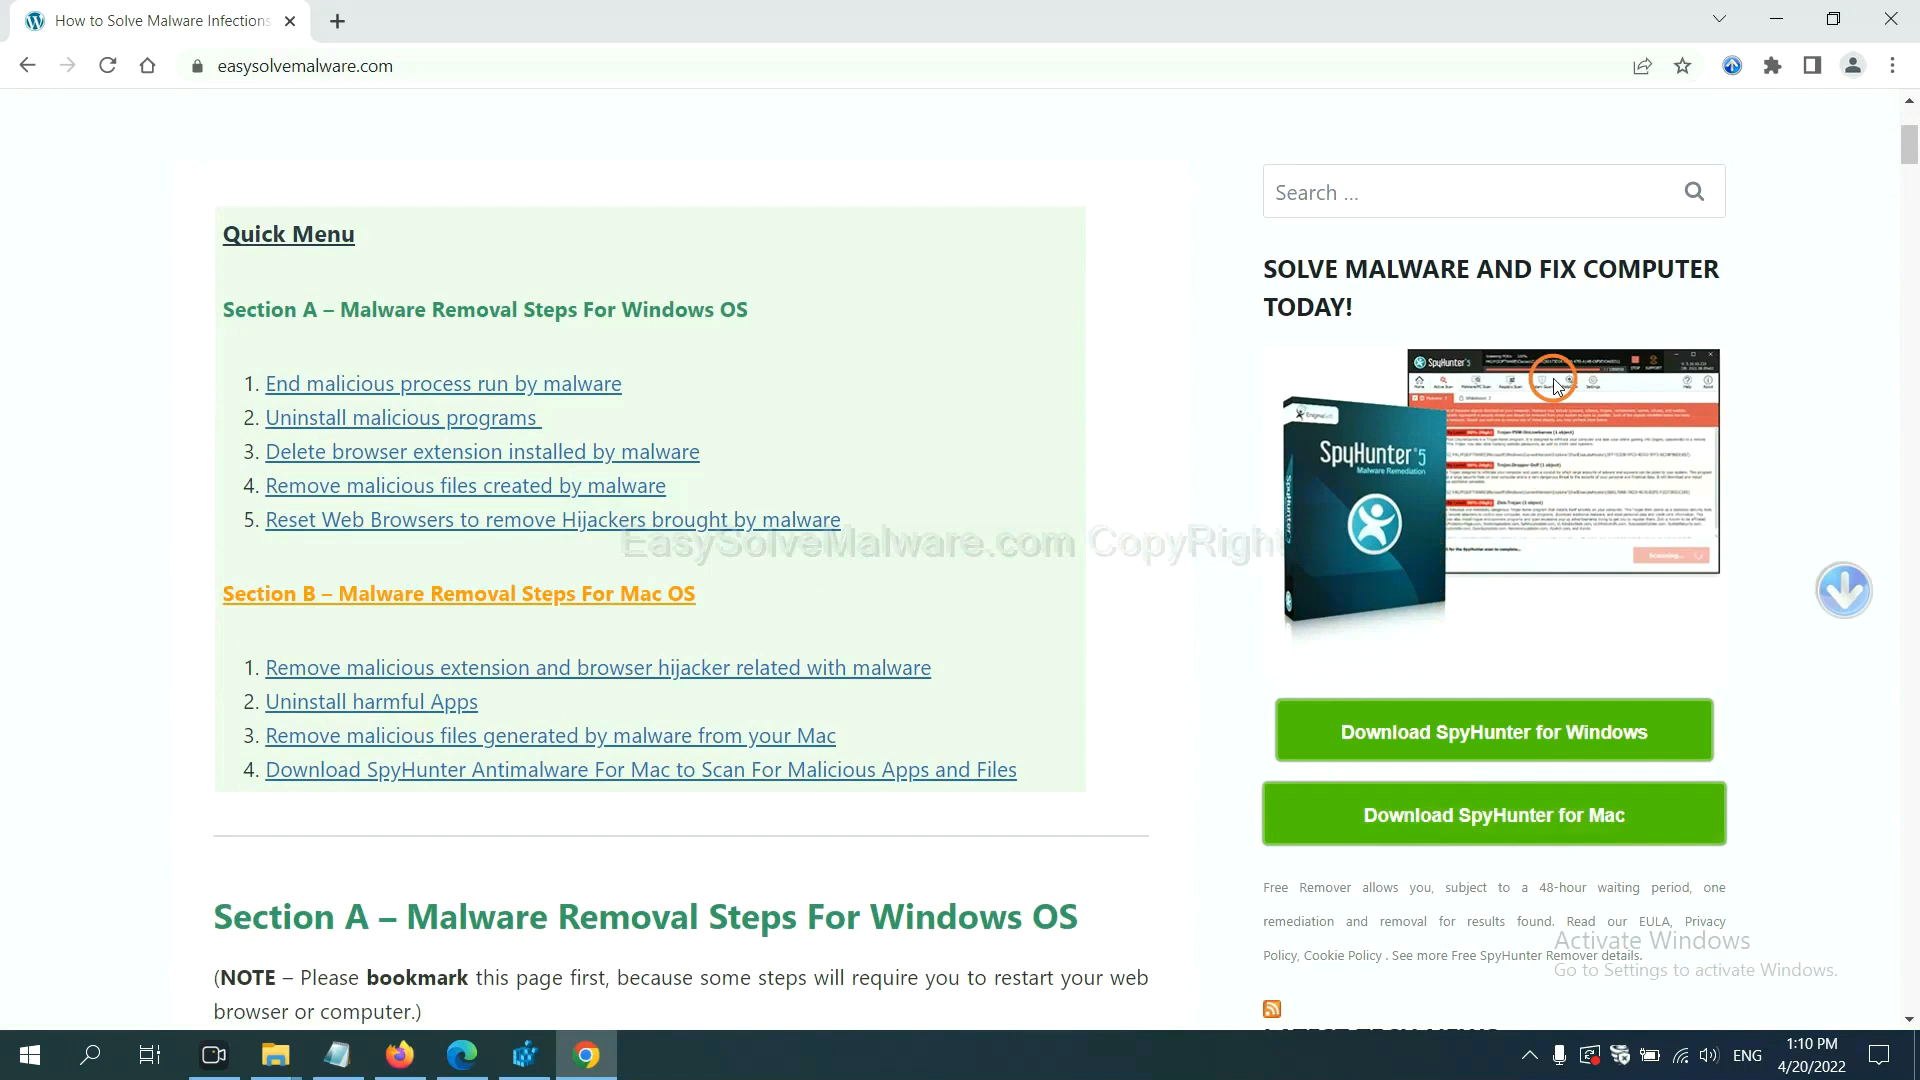 How to Solve Malware Infections
easysolvemalware.com
Search ...
Quick Menu
Section A – Malware Removal Steps For Windows OS
1. End malicious process run by malware
2. Uninstall malicious programs
3. Delete browser extension installed by malware
4. Remove malicious files created by malware
5. Reset Web Browsers to remove Hijackers brought by malware
Section B – Malware Removal Steps For Mac OS
1. Remove malicious extension and browser hijacker related with malware
2. Uninstall harmful Apps
3. Remove malicious files generated by malware from your Mac
4. Download SpyHunter Antimalware For Mac to Scan For Malicious Apps and Files
EasySolveMalware.com CopyRight
Section A – Malware Removal Steps For Windows OS
(NOTE – Please bookmark this page first, because some steps will require you to restart your web
browser or computer.)
SOLVE MALWARE AND FIX COMPUTER
TODAY!
SpyHunter 5
EnigmaSoft
SpyHunter 5
Malware Remediation
SpyHunter 5
Scanning...
Download SpyHunter for Windows
Download SpyHunter for Mac
Free Remover allows you, subject to a 48-hour waiting period, one
remediation and removal for results found. Read our EULA, Privacy
Policy, Cookie Policy . See more Free SpyHunter Remover details.
Activate Windows
Go to Settings to activate Windows.
LATEST TECH NEWS
ENG
1:10 PM
4/20/2022